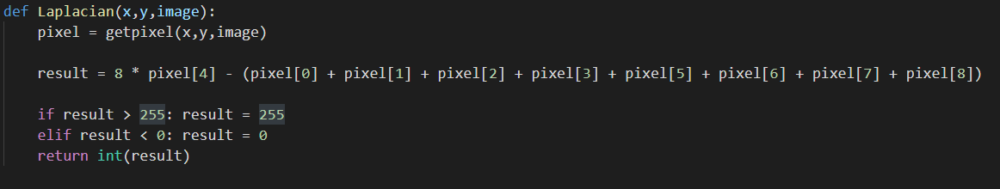 def Laplacian(x,y,image):
    pixel = getpixel(x,y,image)
    result = 8 * pixel[4] - (pixel[0] + pixel[1] + pixel[2] + pixel[3] + pixel[5] + pixel[6] + pixel[7] + pixel[8])
    if result > 255: result = 255
    elif result < 0: result = 0
    return int(result)